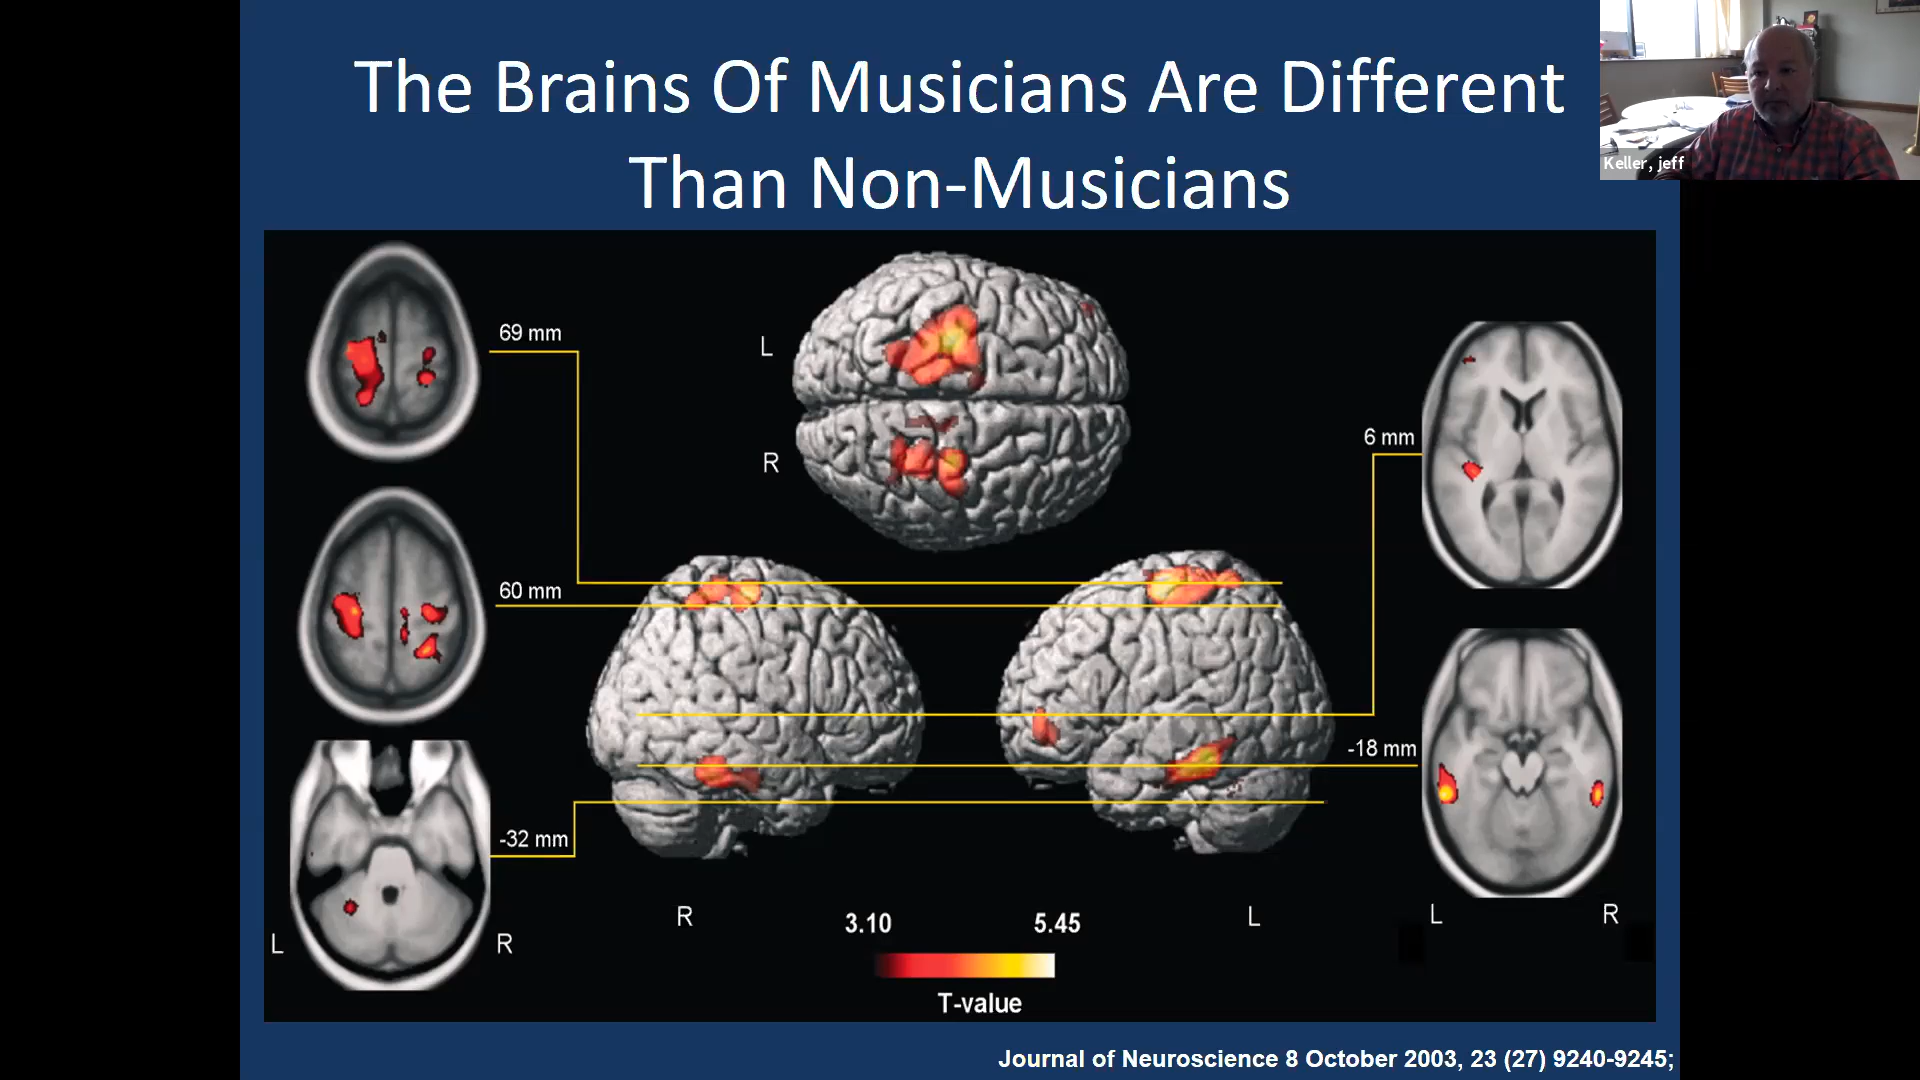 The Brains Of Musicians Are Different
Than Non-Musicians
Keller, jeff
69 mm
L
R
6 mm
60 mm
-18 mm
-32 mm
L
R
R
L
L
R
3.10
5.45
T-value
Journal of Neuroscience 8 October 2003, 23 (27) 9240-9245;